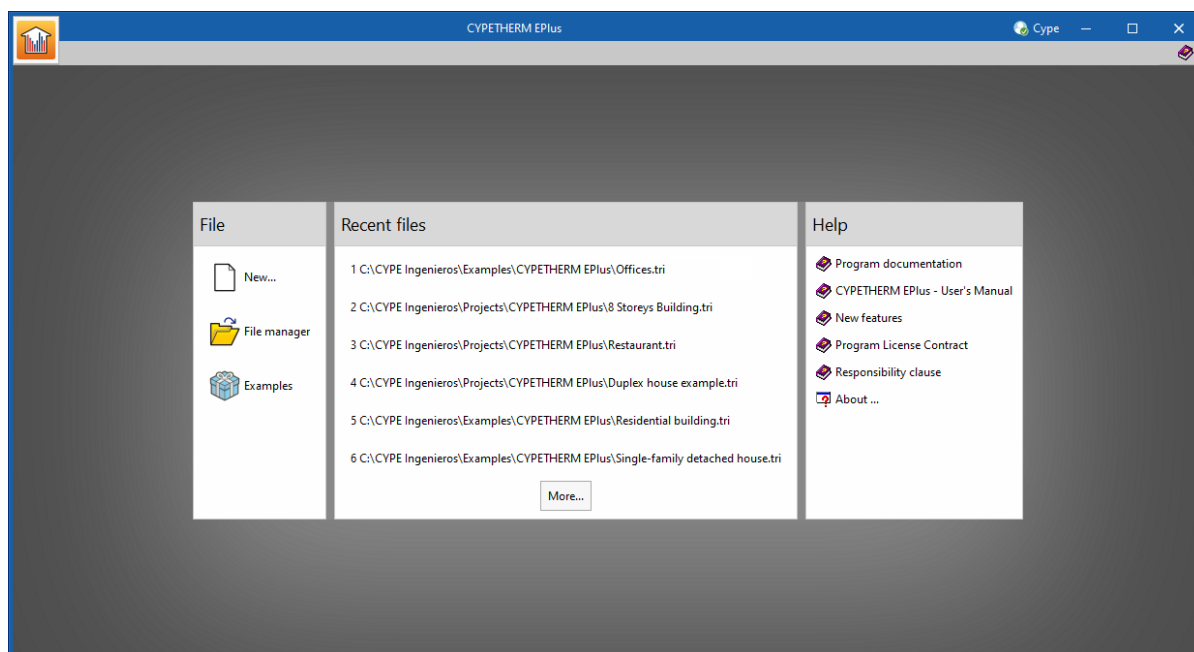 CYPETHERM EPlus
Cype
File
New...
File manager
Examples
Recent files
1 C:\CYPE Ingenieros\Examples\CYPETHERM EPlus\Offices.tri
2 C:\CYPE Ingenieros\Projects\CYPETHERM EPlus\8 Storeys Building.tri
3 C:\CYPE Ingenieros\Projects\CYPETHERM EPlus\Restaurant.tri
4 C:\CYPE Ingenieros\Projects\CYPETHERM EPlus\Duplex house example.tri
5 C:\CYPE Ingenieros\Examples\CYPETHERM EPlus\Residential building.tri
6 C:\CYPE Ingenieros\Examples\CYPETHERM EPlus\Single-family detached house.tri
More...
Help
Program documentation
CYPETHERM EPlus - User's Manual
New features
Program License Contract
Responsibility clause
About ...